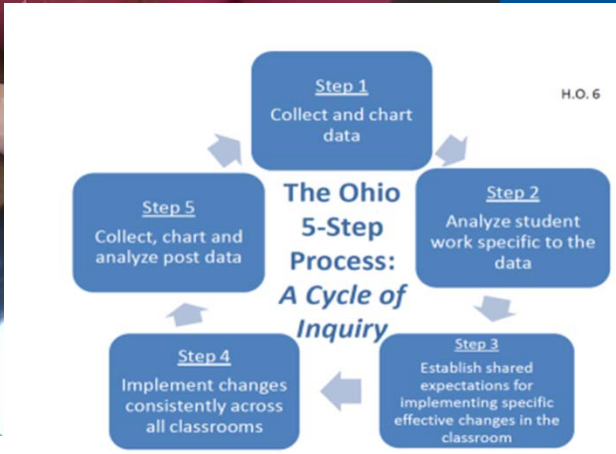 H.O. 6
Step 1
Collect and chart
data
Step 2
Analyze student
work specific to the
data
Step 3
Establish shared
expectations for
implementing specific
effective changes in the
classroom
Step 4
Implement changes
consistently across
all classrooms
Step 5
Collect, chart and
analyze post data
The Ohio
5-Step
Process:
A Cycle of
Inquiry